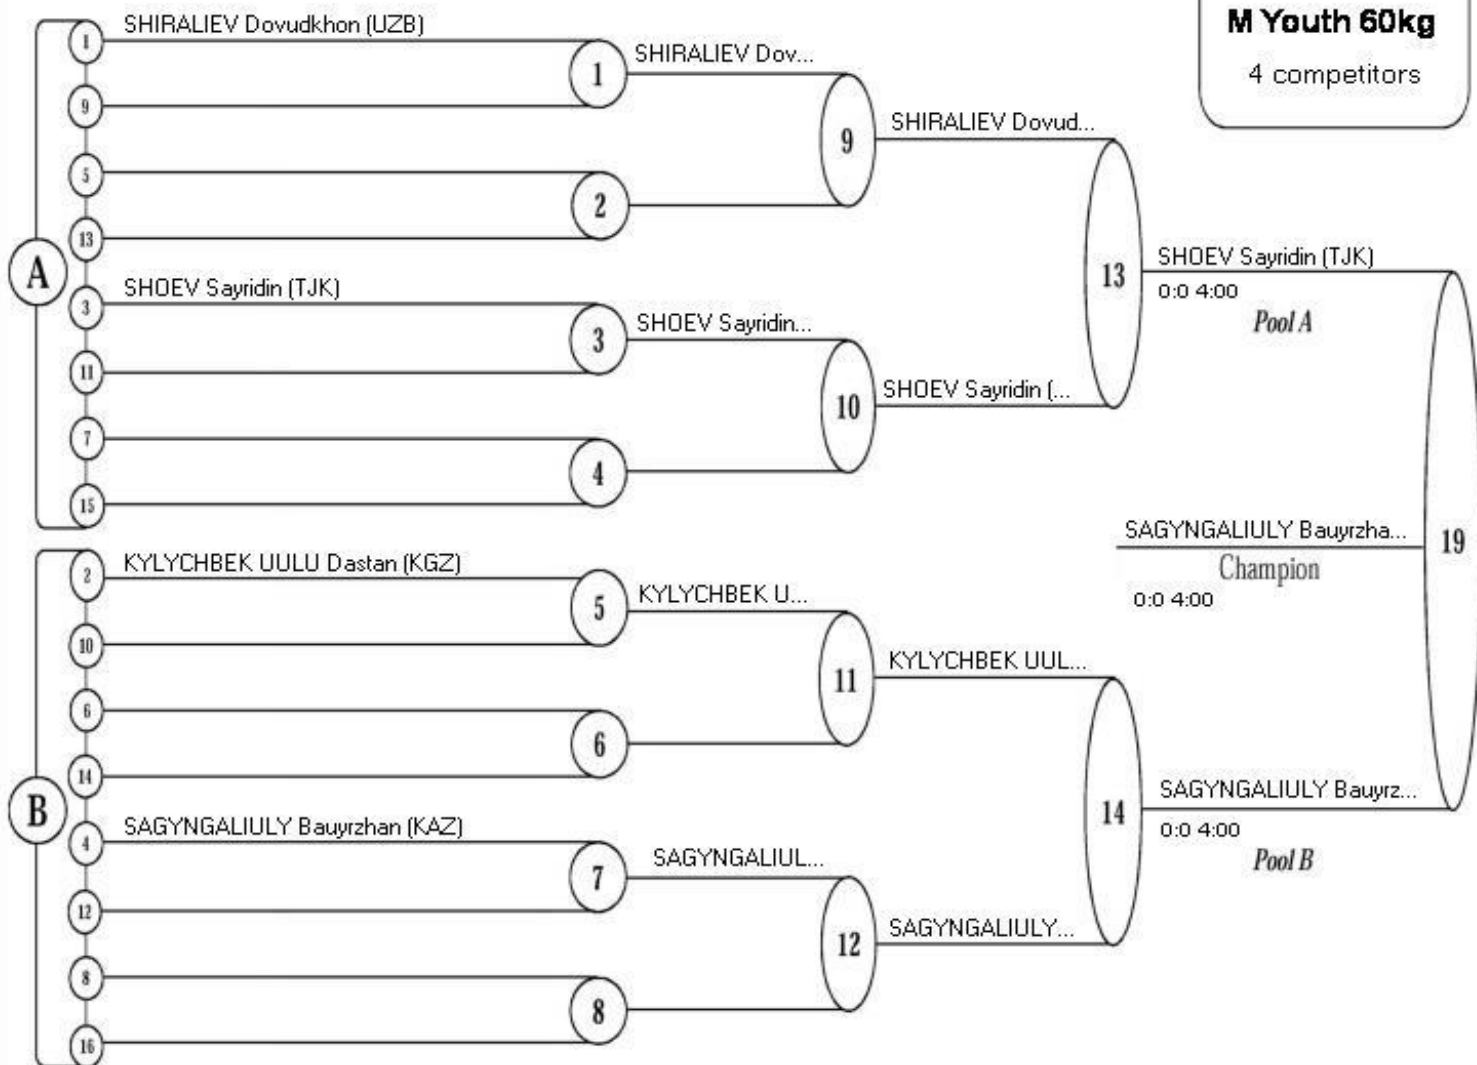 M Youth 60kg
4 competitors
A
1
SHIRALIEV Dovudkhon (UZB)
9
5
13
3
SHOEV Sayridin (TJK)
11
7
15
B
2
KYLYCHBEK UULU Dastan (KGZ)
10
6
14
4
SAGYNGALIULY Bauyrzhan (KAZ)
12
8
16
1
SHIRALIEV Dov...
2
3
SHOEV Sayridin...
4
5
KYLYCHBEK U...
6
7
SAGYNGALIUL...
8
9
SHIRALIEV Dovud...
10
SHOEV Sayridin (...
11
KYLYCHBEK UUL...
12
SAGYNGALIULY...
13
SHOEV Sayridin (TJK)
0:0 4:00
Pool A
14
SAGYNGALIULY Bauyrz...
0:0 4:00
Pool B
19
SAGYNGALIULY Bauyrzha...
Champion
0:0 4:00